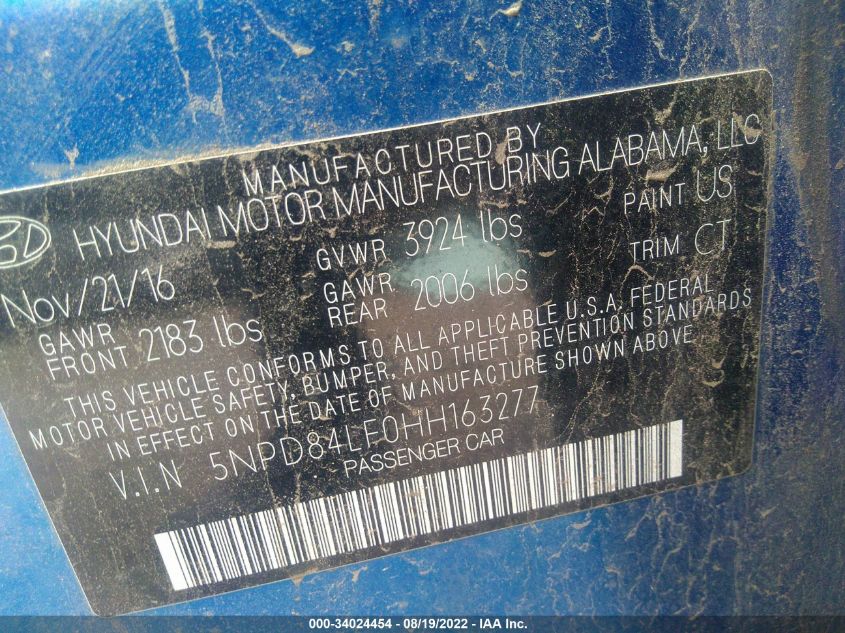 MANUFACTURED BY
HYUNDAI MOTOR MANUFACTURING ALABAMA, LLC
Nov/21/16 GVWR 3924 lbs PAINT US
GAWR FRONT 2183 lbs GAWR REAR 2006 lbs TRIM CT
THIS VEHICLE CONFORMS TO ALL APPLICABLE U.S.A. FEDERAL
MOTOR VEHICLE SAFETY, BUMPER, AND THEFT PREVENTION STANDARDS
IN EFFECT ON THE DATE OF MANUFACTURE SHOWN ABOVE.
V.I.N 5NPD84LF0HH163277
PASSENGER CAR
000-34024454 - 08/19/2022 - IAA Inc.